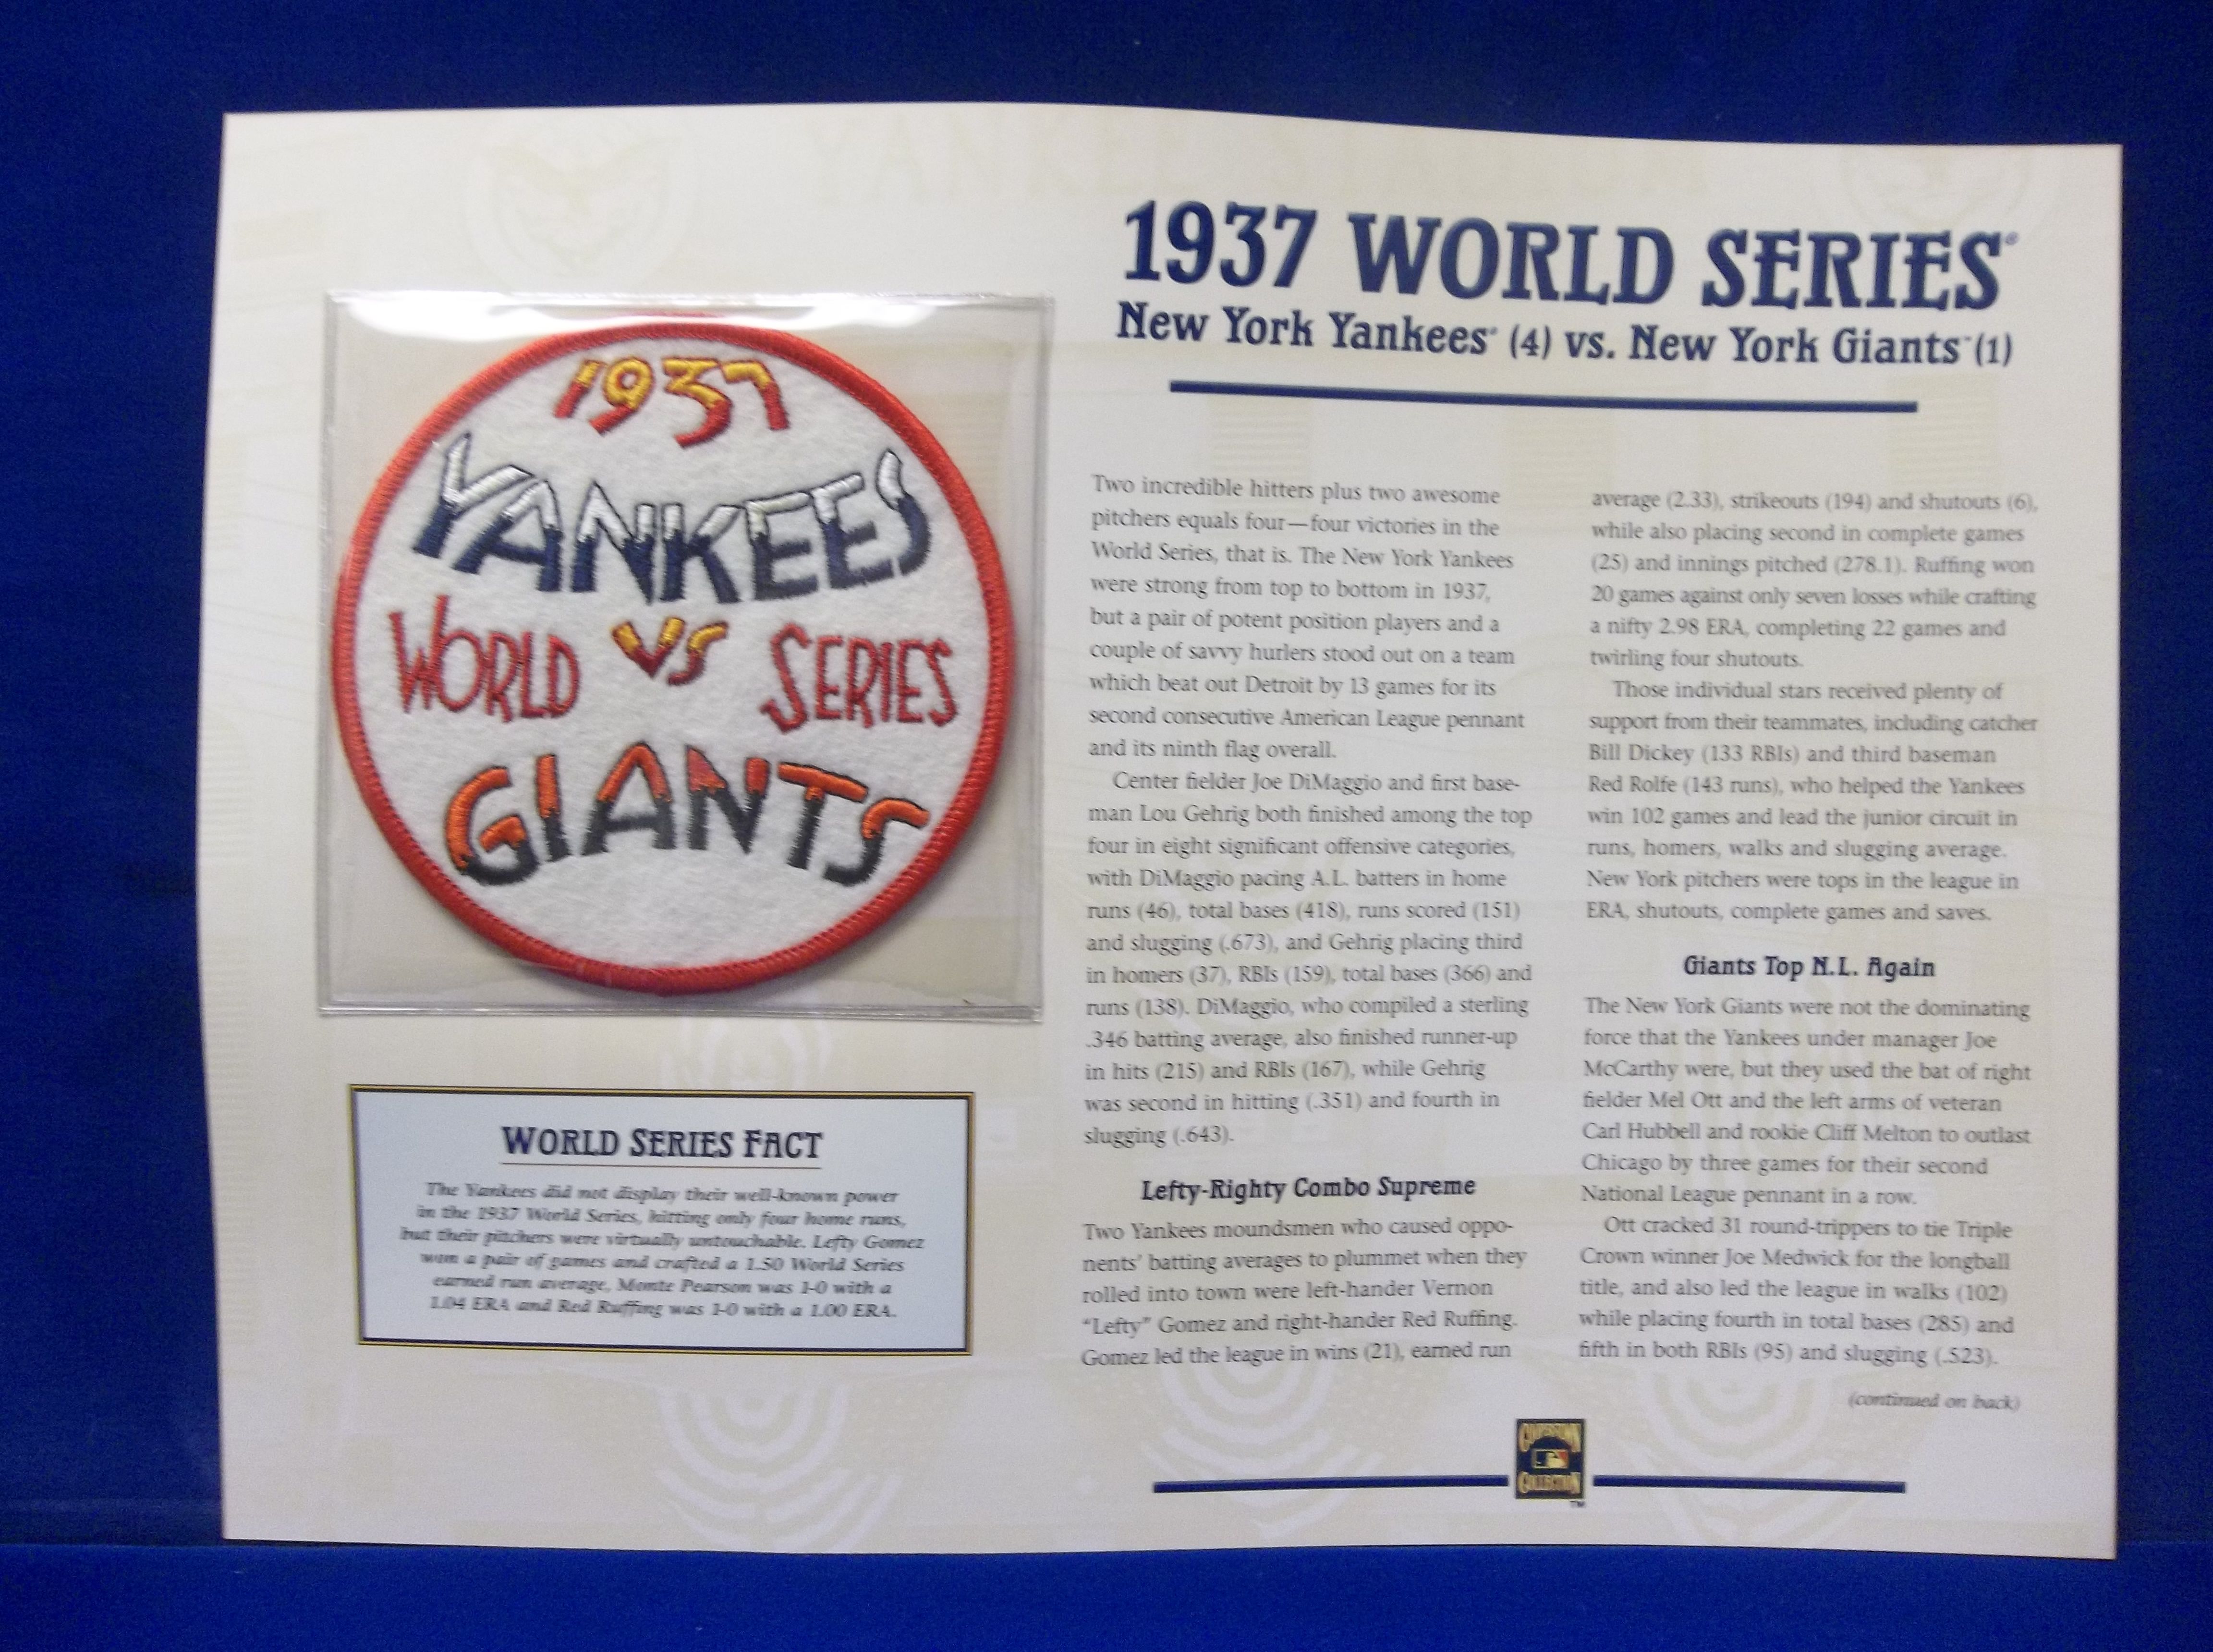 1937
YANKEES
WORLD VS SERIES
GIANTS
WORLD SERIES FACT
The Yankees did not display their well-known power
in the 1937 World Series, hitting only four home runs,
but their pitchers were virtually untouchable. Lefty Gomez
won a pair of games and crafted a 1.50 World Series
earned run average, Monte Pearson was 1-0 with a
1.04 ERA and Red Ruffing was 1-0 with a 1.00 ERA.
1937 WORLD SERIES®
New York Yankees® (4) vs. New York Giants™ (1)
Two incredible hitters plus two awesome
pitchers equals four—four victories in the
World Series, that is. The New York Yankees
were strong from top to bottom in 1937,
but a pair of potent position players and a
couple of savvy hurlers stood out on a team
which beat out Detroit by 13 games for its
second consecutive American League pennant
and its ninth flag overall.
Center fielder Joe DiMaggio and first base-
man Lou Gehrig both finished among the top
four in eight significant offensive categories,
with DiMaggio pacing A.L. batters in home
runs (46), total bases (418), runs scored (151)
and slugging (.673), and Gehrig placing third
in homers (37), RBIs (159), total bases (366) and
runs (138). DiMaggio, who compiled a sterling
.346 batting average, also finished runner-up
in hits (215) and RBIs (167), while Gehrig
was second in hitting (.351) and fourth in
slugging (.643).
Lefty-Righty Combo Supreme
Two Yankees moundsmen who caused oppo-
nents' batting averages to plummet when they
rolled into town were left-hander Vernon
"Lefty" Gomez and right-hander Red Ruffing.
Gomez led the league in wins (21), earned run
average (2.33), strikeouts (194) and shutouts (6),
while also placing second in complete games
(25) and innings pitched (278.1). Ruffing won
20 games against only seven losses while crafting
a nifty 2.98 ERA, completing 22 games and
twirling four shutouts.
Those individual stars received plenty of
support from their teammates, including catcher
Bill Dickey (133 RBIs) and third baseman
Red Rolfe (143 runs), who helped the Yankees
win 102 games and lead the junior circuit in
runs, homers, walks and slugging average.
New York pitchers were tops in the league in
ERA, shutouts, complete games and saves.
Giants Top N.L. Again
The New York Giants were not the dominating
force that the Yankees under manager Joe
McCarthy were, but they used the bat of right
fielder Mel Ott and the left arms of veteran
Carl Hubbell and rookie Cliff Melton to outlast
Chicago by three games for their second
National League pennant in a row.
Ott cracked 31 round-trippers to tie Triple
Crown winner Joe Medwick for the longball
title, and also led the league in walks (102)
while placing fourth in total bases (285) and
fifth in both RBIs (95) and slugging (.523).
(continued on back)
COLLECTION
TM